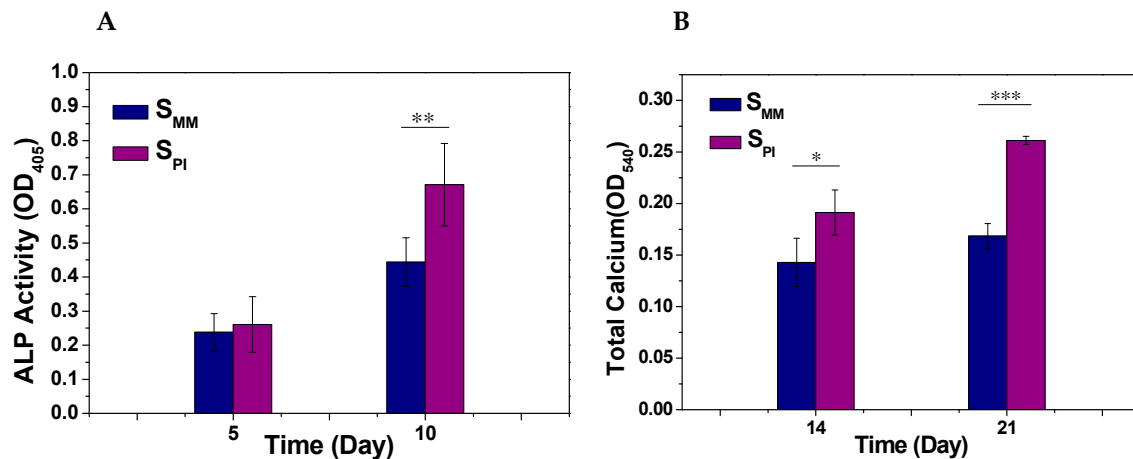 A
ALP Activity (OD405)
1.0
0.9
0.8
0.7
0.6
0.5
0.4
0.3
0.2
0.1
0.0
SMM
SPI
**
5
10
Time (Day)
B
Total Calcium(OD540)
0.30
0.25
0.20
0.15
0.10
0.05
0.00
SMM
SPI
*
***
14
21
Time (Day)